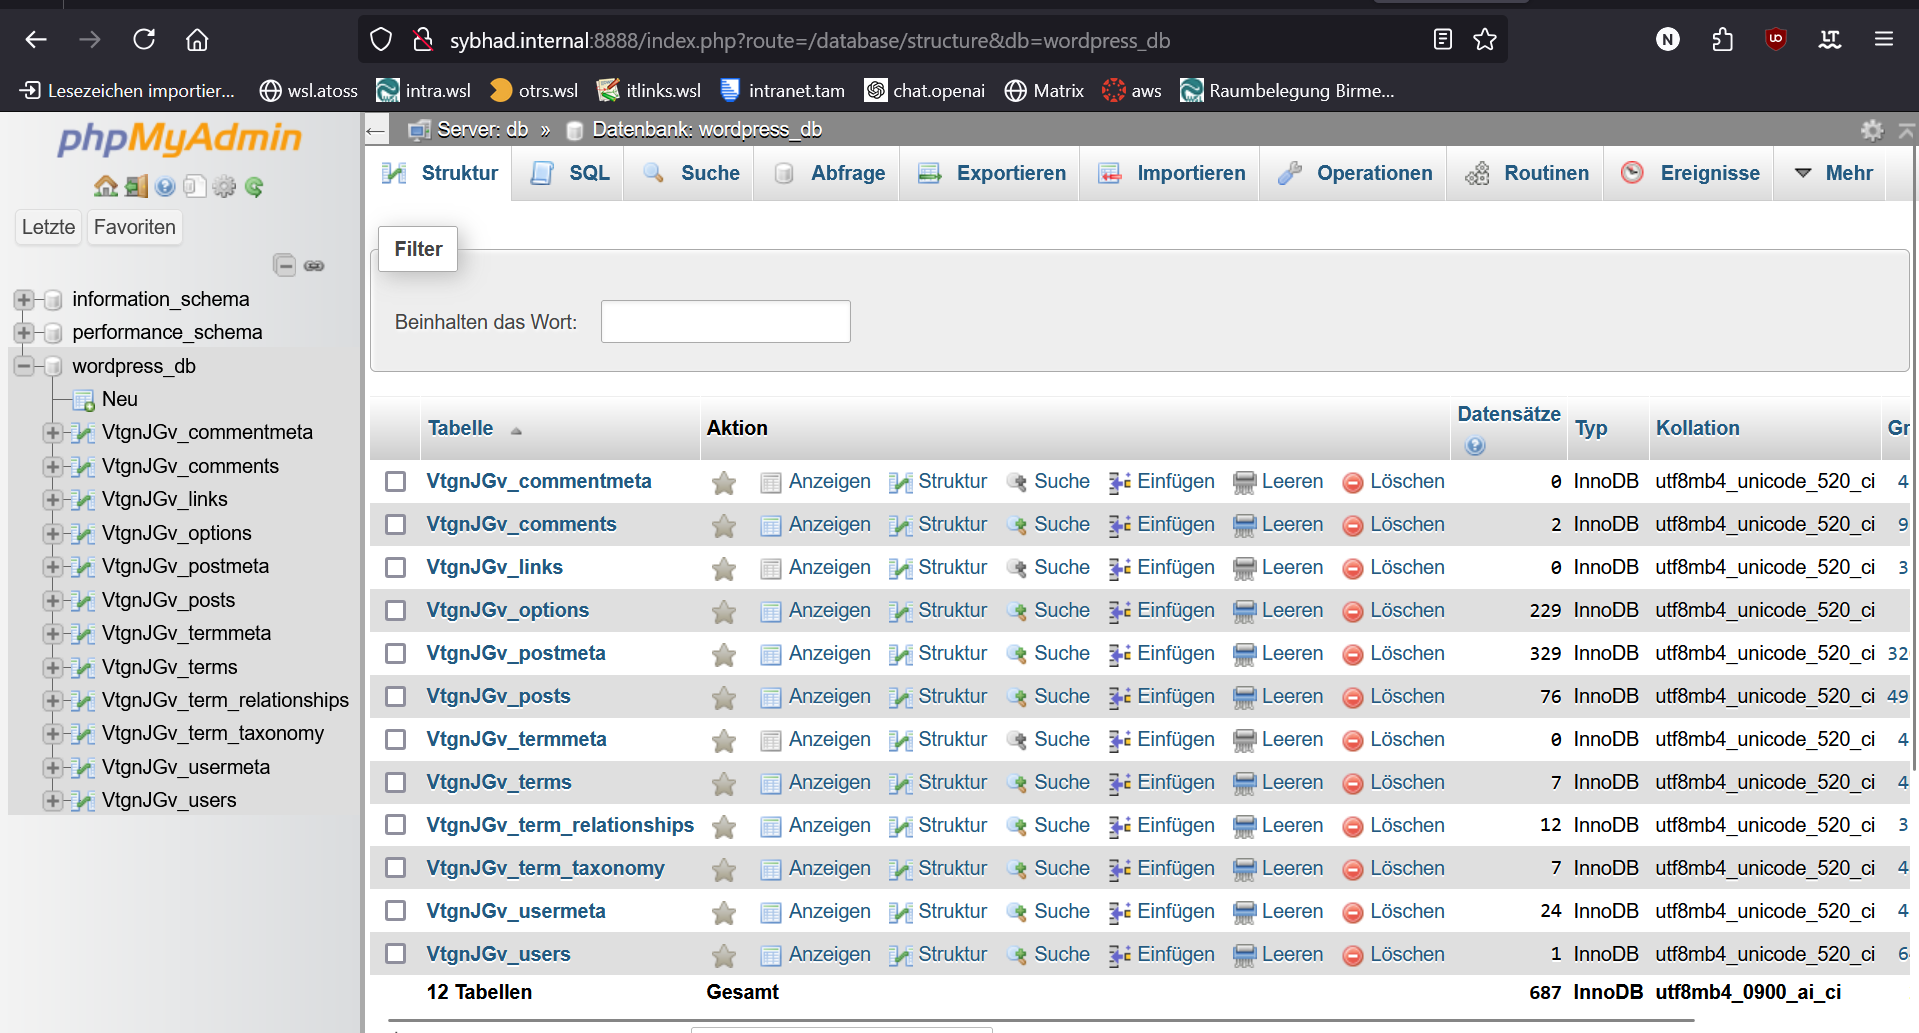 sybhad.internal:8888/index.php?route=/database/structure&db=wordpress_db
N
Lesezeichen importier... wsl.atoss intra.wsl otrs.wsl itlinks.wsl intranet.tam chat.openai Matrix aws Raumbelegung Birme...
phpMyAdmin
Letzte Favoriten
information_schema
performance_schema
wordpress_db
Neu
VtgnJGv_commentmeta
VtgnJGv_comments
VtgnJGv_links
VtgnJGv_options
VtgnJGv_postmeta
VtgnJGv_posts
VtgnJGv_termmeta
VtgnJGv_terms
VtgnJGv_term_relationships
VtgnJGv_term_taxonomy
VtgnJGv_usermeta
VtgnJGv_users
Server: db » Datenbank: wordpress_db
Struktur SQL Suche Abfrage Exportieren Importieren Operationen Routinen Ereignisse Mehr
Filter
Beinhalten das Wort:
Tabelle Aktion Datensätze Typ Kollation Gr
VtgnJGv_commentmeta Anzeigen Struktur Suche Einfügen Leeren Löschen 0 InnoDB utf8mb4_unicode_520_ci 4
VtgnJGv_comments Anzeigen Struktur Suche Einfügen Leeren Löschen 2 InnoDB utf8mb4_unicode_520_ci 9
VtgnJGv_links Anzeigen Struktur Suche Einfügen Leeren Löschen 0 InnoDB utf8mb4_unicode_520_ci 3
VtgnJGv_options Anzeigen Struktur Suche Einfügen Leeren Löschen 229 InnoDB utf8mb4_unicode_520_ci
VtgnJGv_postmeta Anzeigen Struktur Suche Einfügen Leeren Löschen 329 InnoDB utf8mb4_unicode_520_ci 32
VtgnJGv_posts Anzeigen Struktur Suche Einfügen Leeren Löschen 76 InnoDB utf8mb4_unicode_520_ci 49
VtgnJGv_termmeta Anzeigen Struktur Suche Einfügen Leeren Löschen 0 InnoDB utf8mb4_unicode_520_ci 4
VtgnJGv_terms Anzeigen Struktur Suche Einfügen Leeren Löschen 7 InnoDB utf8mb4_unicode_520_ci 4
VtgnJGv_term_relationships Anzeigen Struktur Suche Einfügen Leeren Löschen 12 InnoDB utf8mb4_unicode_520_ci 3
VtgnJGv_term_taxonomy Anzeigen Struktur Suche Einfügen Leeren Löschen 7 InnoDB utf8mb4_unicode_520_ci 4
VtgnJGv_usermeta Anzeigen Struktur Suche Einfügen Leeren Löschen 24 InnoDB utf8mb4_unicode_520_ci 4
VtgnJGv_users Anzeigen Struktur Suche Einfügen Leeren Löschen 1 InnoDB utf8mb4_unicode_520_ci 6
12 Tabellen Gesamt 687 InnoDB utf8mb4_0900_ai_ci